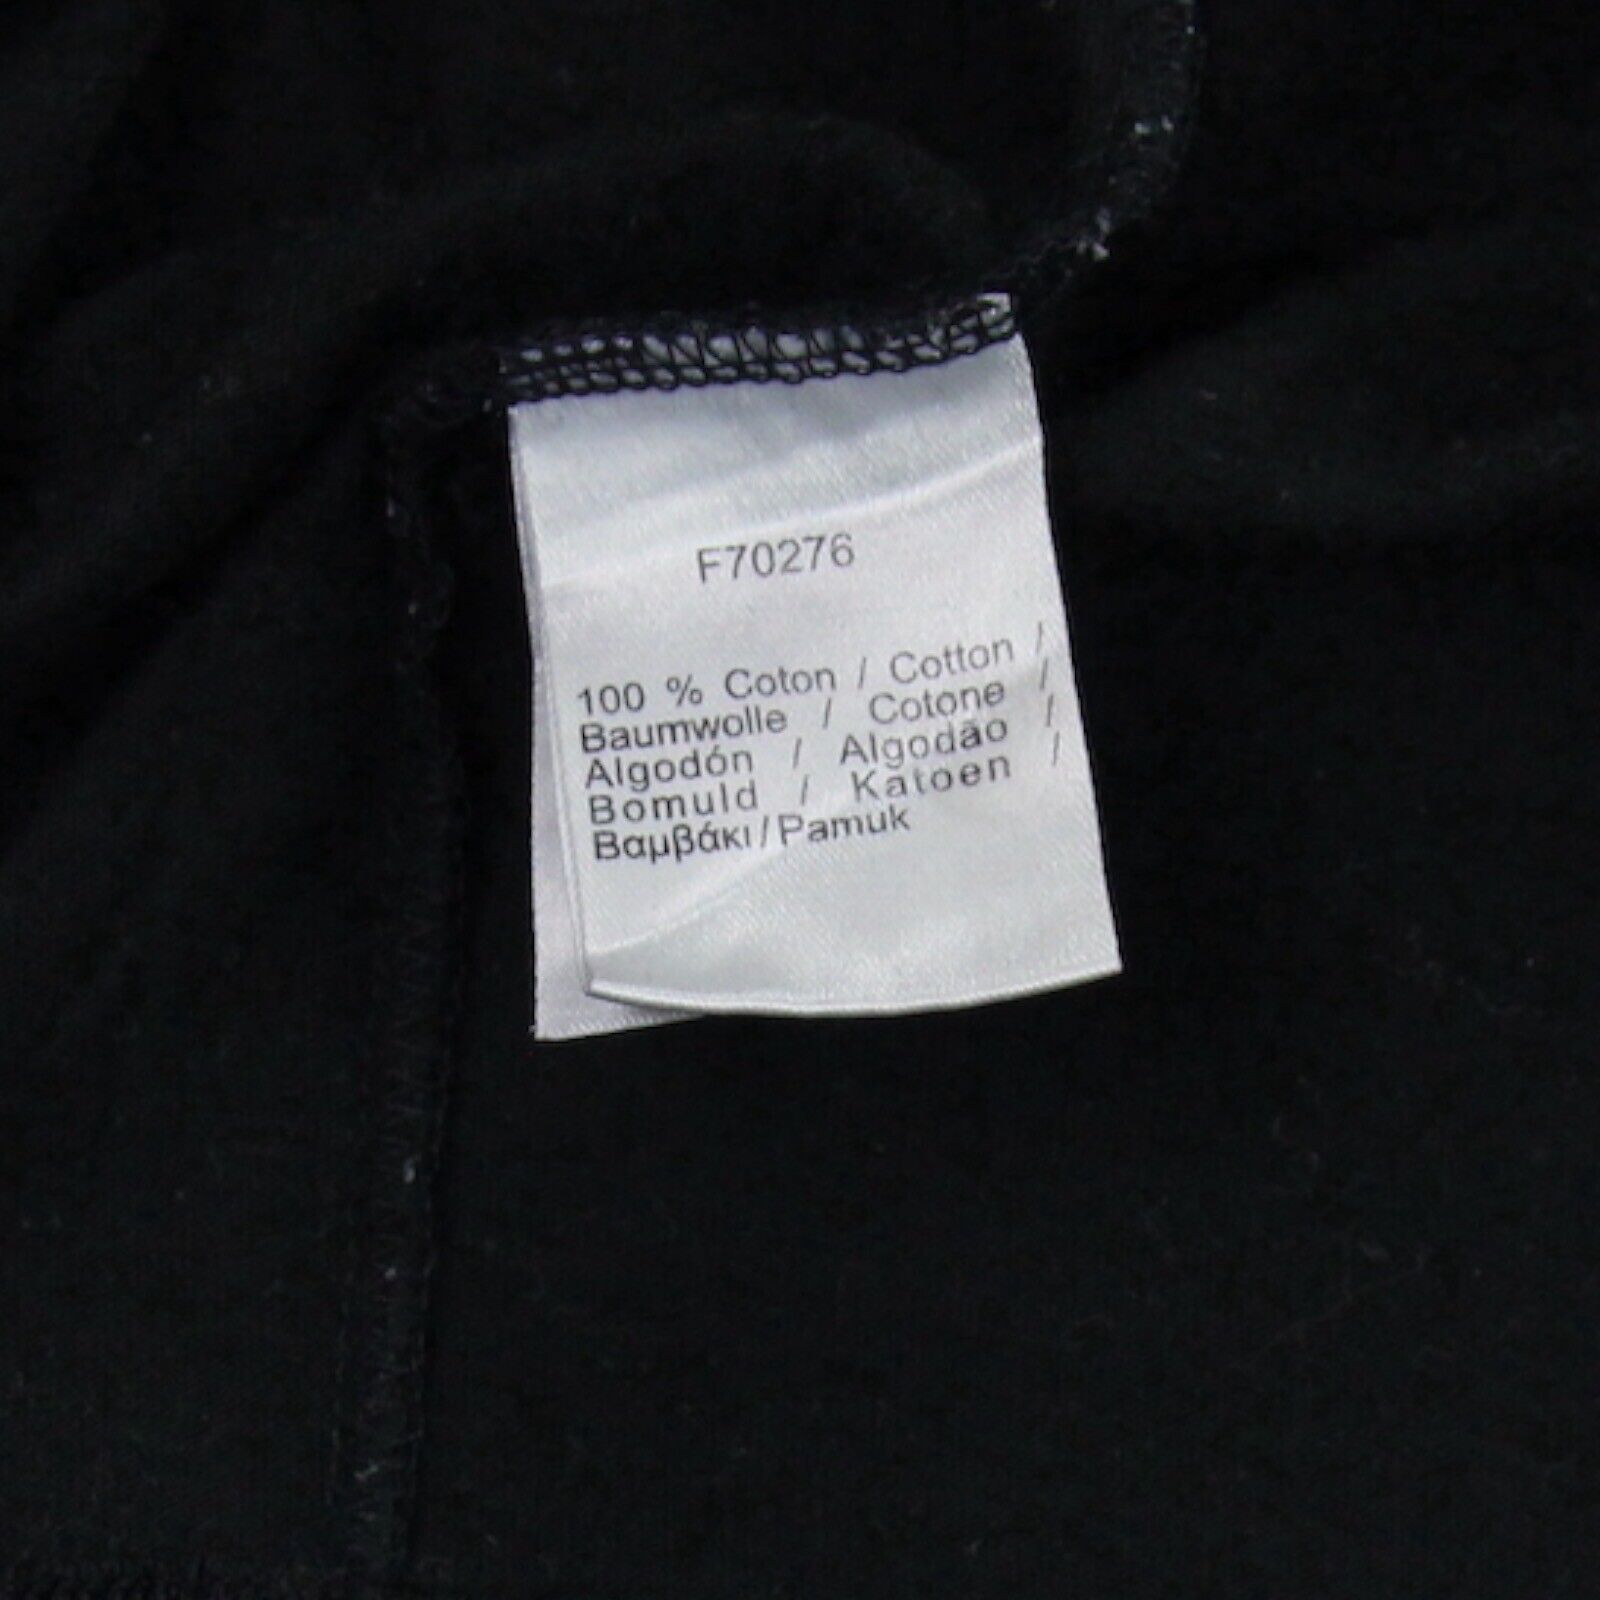 F70276
100 % Coton / Cotton /
Baumwolle / Cotone /
Algodón / Algodão /
Bomuld / Katoen /
Βαμβάκι / Pamuk